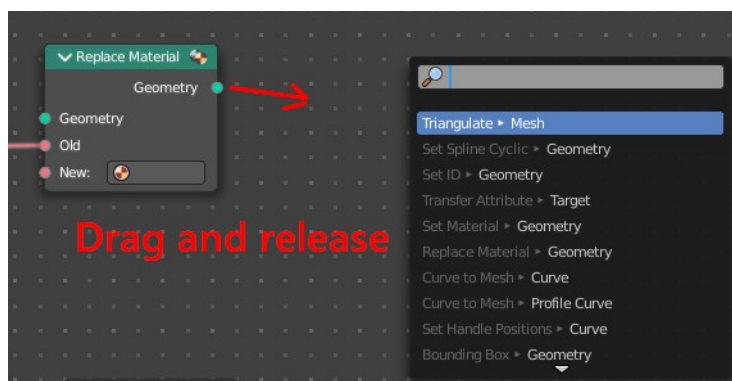 Replace Material
Geometry
Geometry
Old
New:
Drag and release
Triangulate ▸ Mesh
Set Spline Cyclic ▸ Geometry
Set ID ▸ Geometry
Transfer Attribute ▸ Target
Set Material ▸ Geometry
Replace Material ▸ Geometry
Curve to Mesh ▸ Curve
Curve to Mesh ▸ Profile Curve
Set Handle Positions ▸ Curve
Bounding Box ▸ Geometry